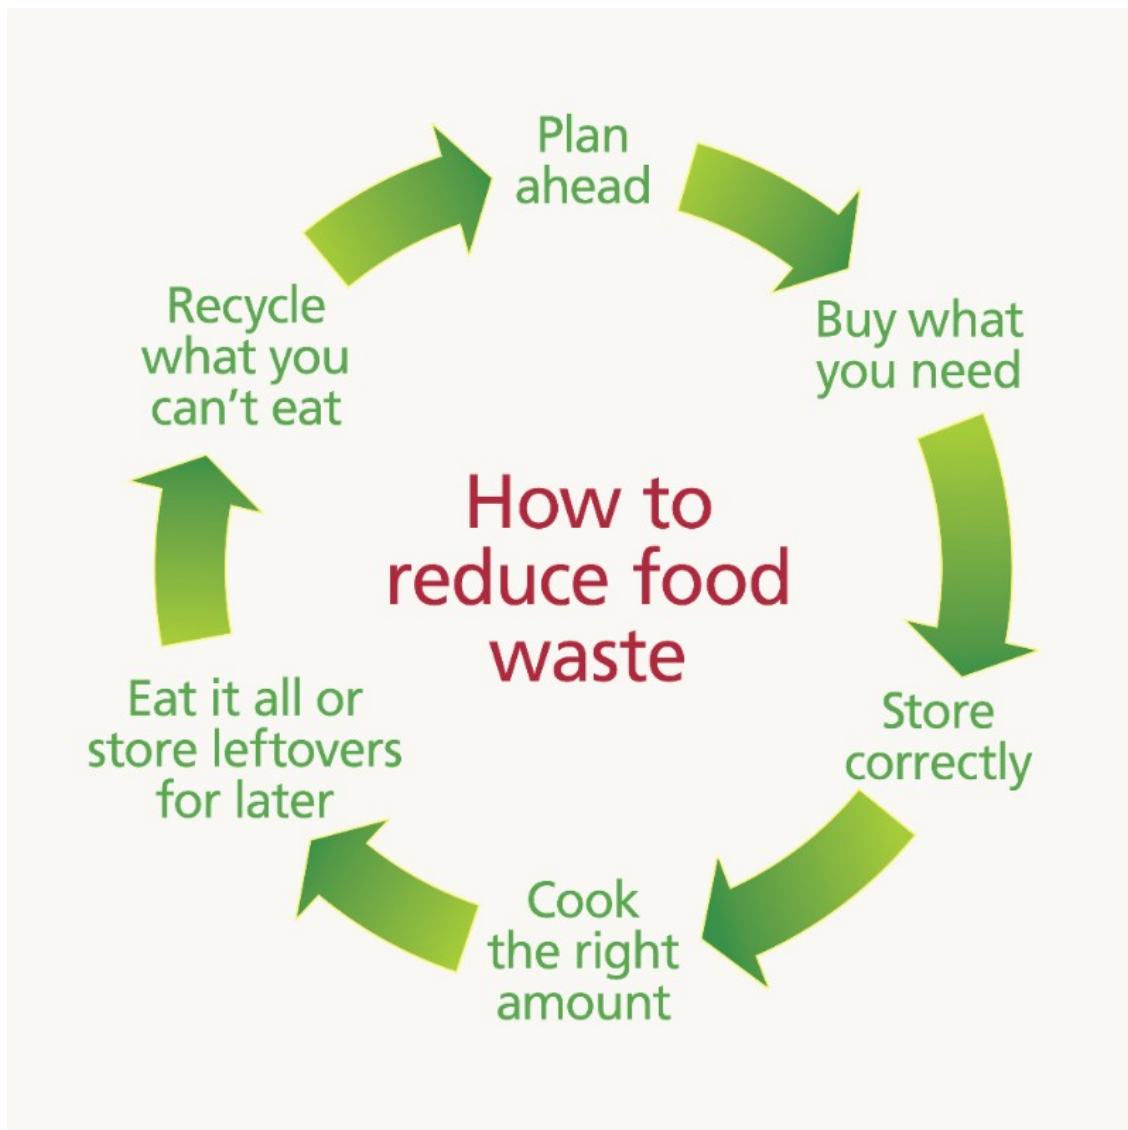 Plan
ahead
Buy what
you need
Store
correctly
Cook
the right
amount
Eat it all or
store leftovers
for later
Recycle
what you
can't eat
How to
reduce food
waste